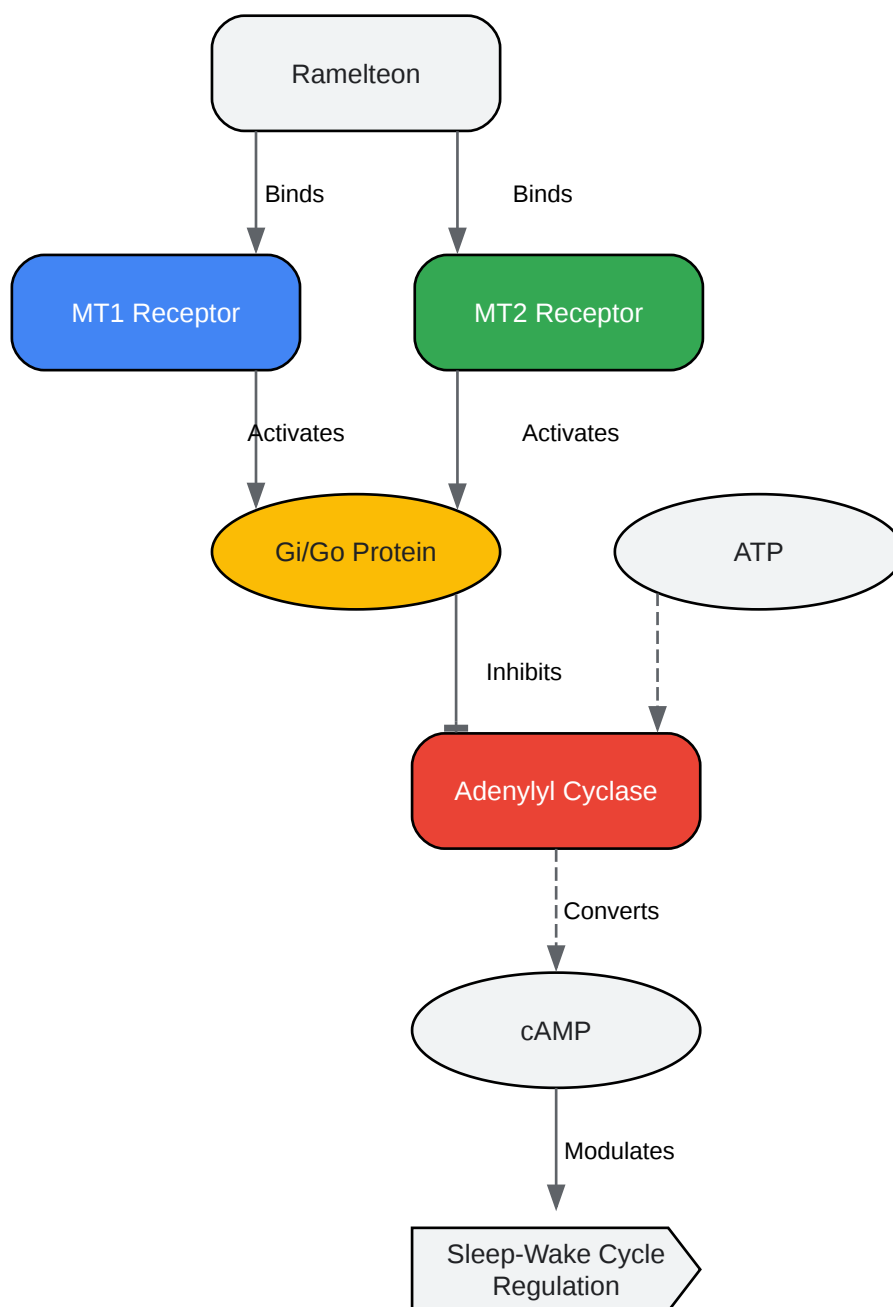 Ramelteon
Binds
Binds
MT1 Receptor
MT2 Receptor
Activates
Activates
Gi/Go Protein
ATP
Inhibits
Adenylyl Cyclase
Converts
cAMP
Modulates
Sleep-Wake Cycle
Regulation